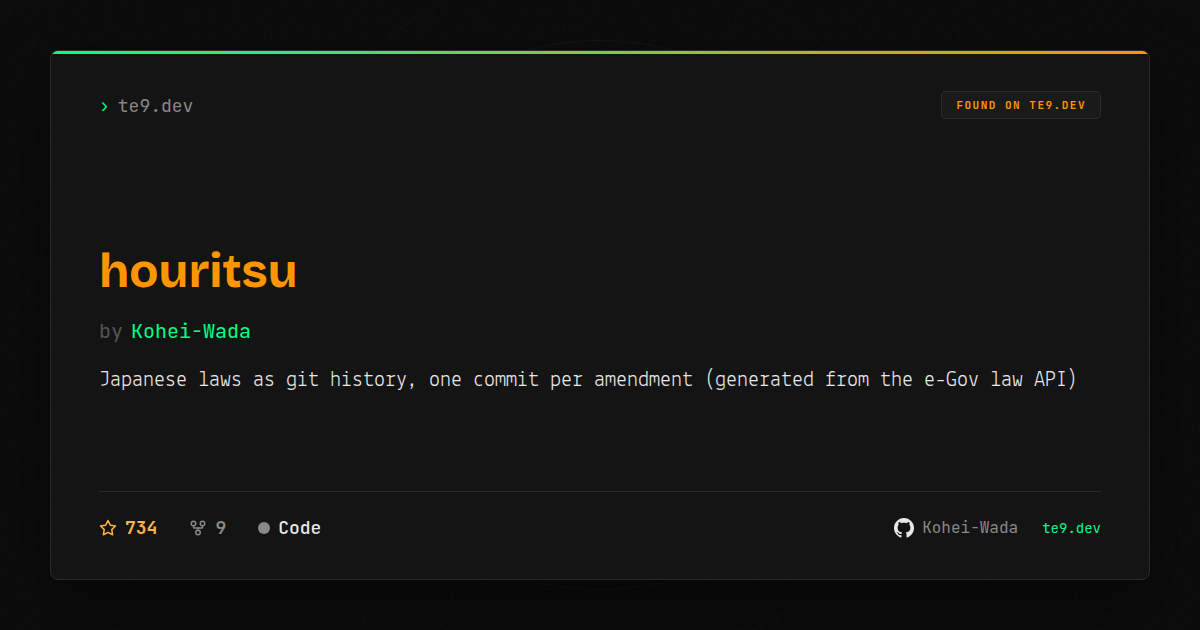 › te9.dev
FOUND ON TE9.DEV
houritsu
by Kohei-Wada
Japanese laws as git history, one commit per amendment (generated from the e-Gov law API)
734 9 Code
Kohei-Wada te9.dev